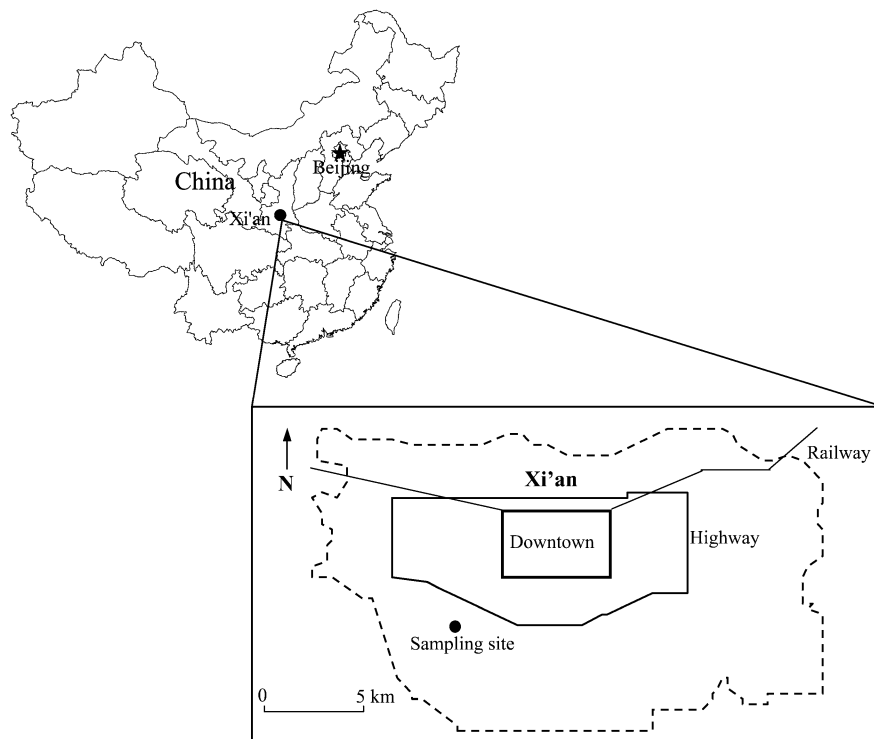 Beijing
China
Xi'an
Railway
Xi’an
N
Downtown
Highway
Sampling site
0 5 km